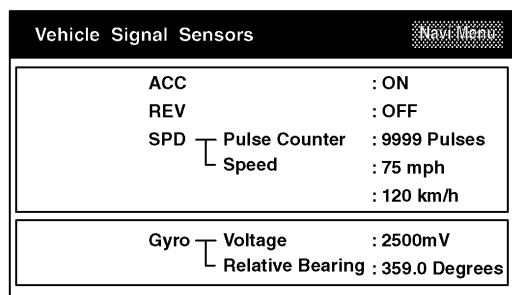 Vehicle Signal Sensors Navi Menu
ACC : ON
REV : OFF
SPD Pulse Counter : 9999 Pulses
Speed : 75 mph
: 120 km/h
Gyro Voltage : 2500mV
Relative Bearing : 359.0 Degrees